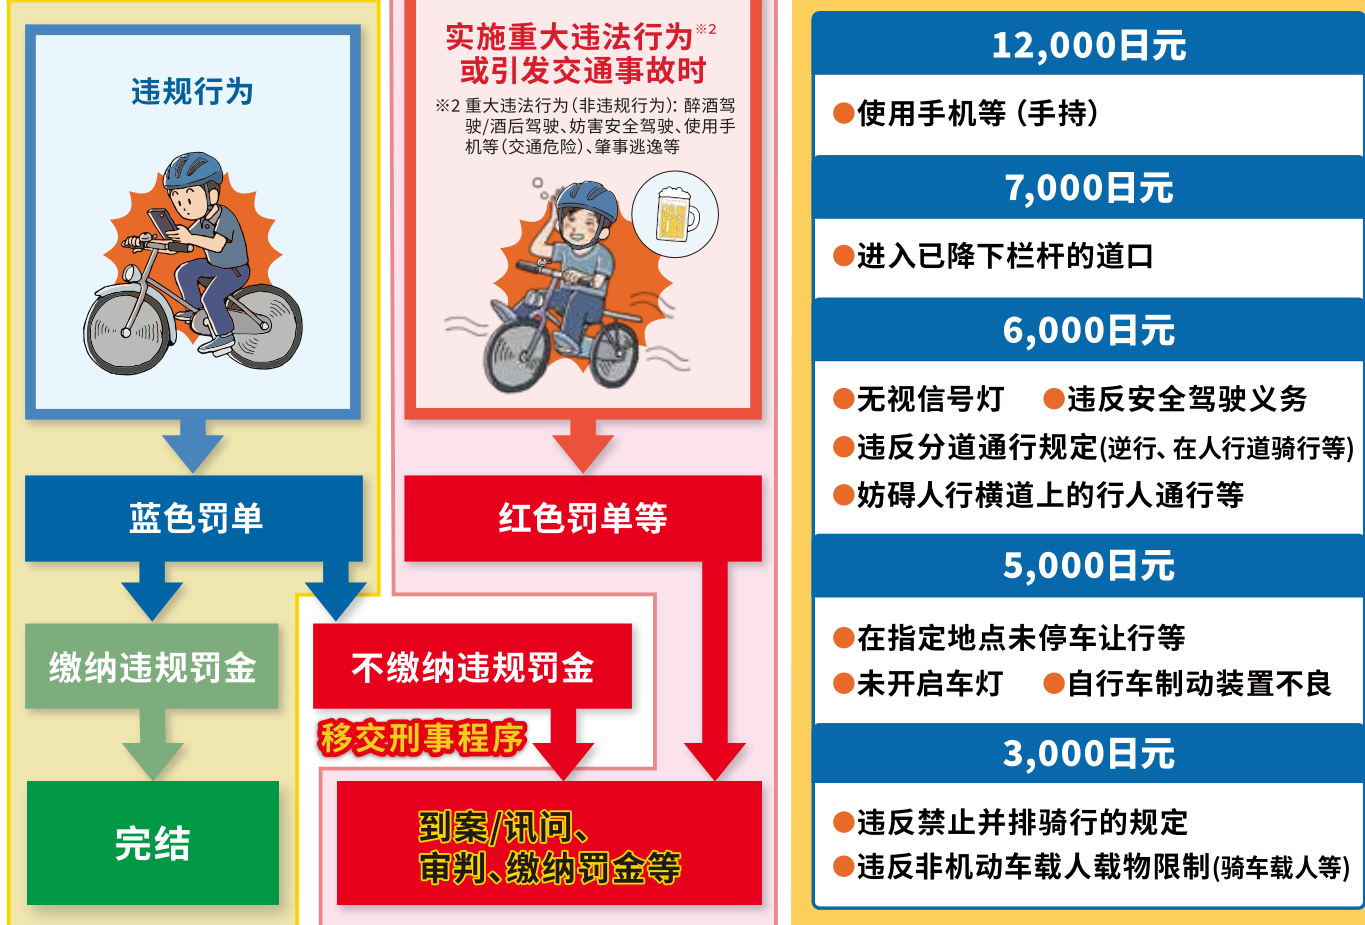 违规行为
实施重大违法行为※2
或引发交通事故时
※2 重大违法行为（非违规行为）：醉酒驾
驶/酒后驾驶、妨害安全驾驶、使用手
机等（交通危险）、肇事逃逸等
蓝色罚单
红色罚单等
缴纳违规罚金
不缴纳违规罚金
移交刑事程序
完结
到案/讯问、
审判、缴纳罚金等
12,000日元
●使用手机等（手持）
7,000日元
●进入已降下栏杆的道口
6,000日元
●无视信号灯 ●违反安全驾驶义务
●违反分道通行规定(逆行、在人行道骑行等)
●妨碍人行横道上的行人通行等
5,000日元
●在指定地点未停车让行等
●未开启车灯 ●自行车制动装置不良
3,000日元
●违反禁止并排骑行的规定
●违反非机动车载人载物限制(骑车载人等)